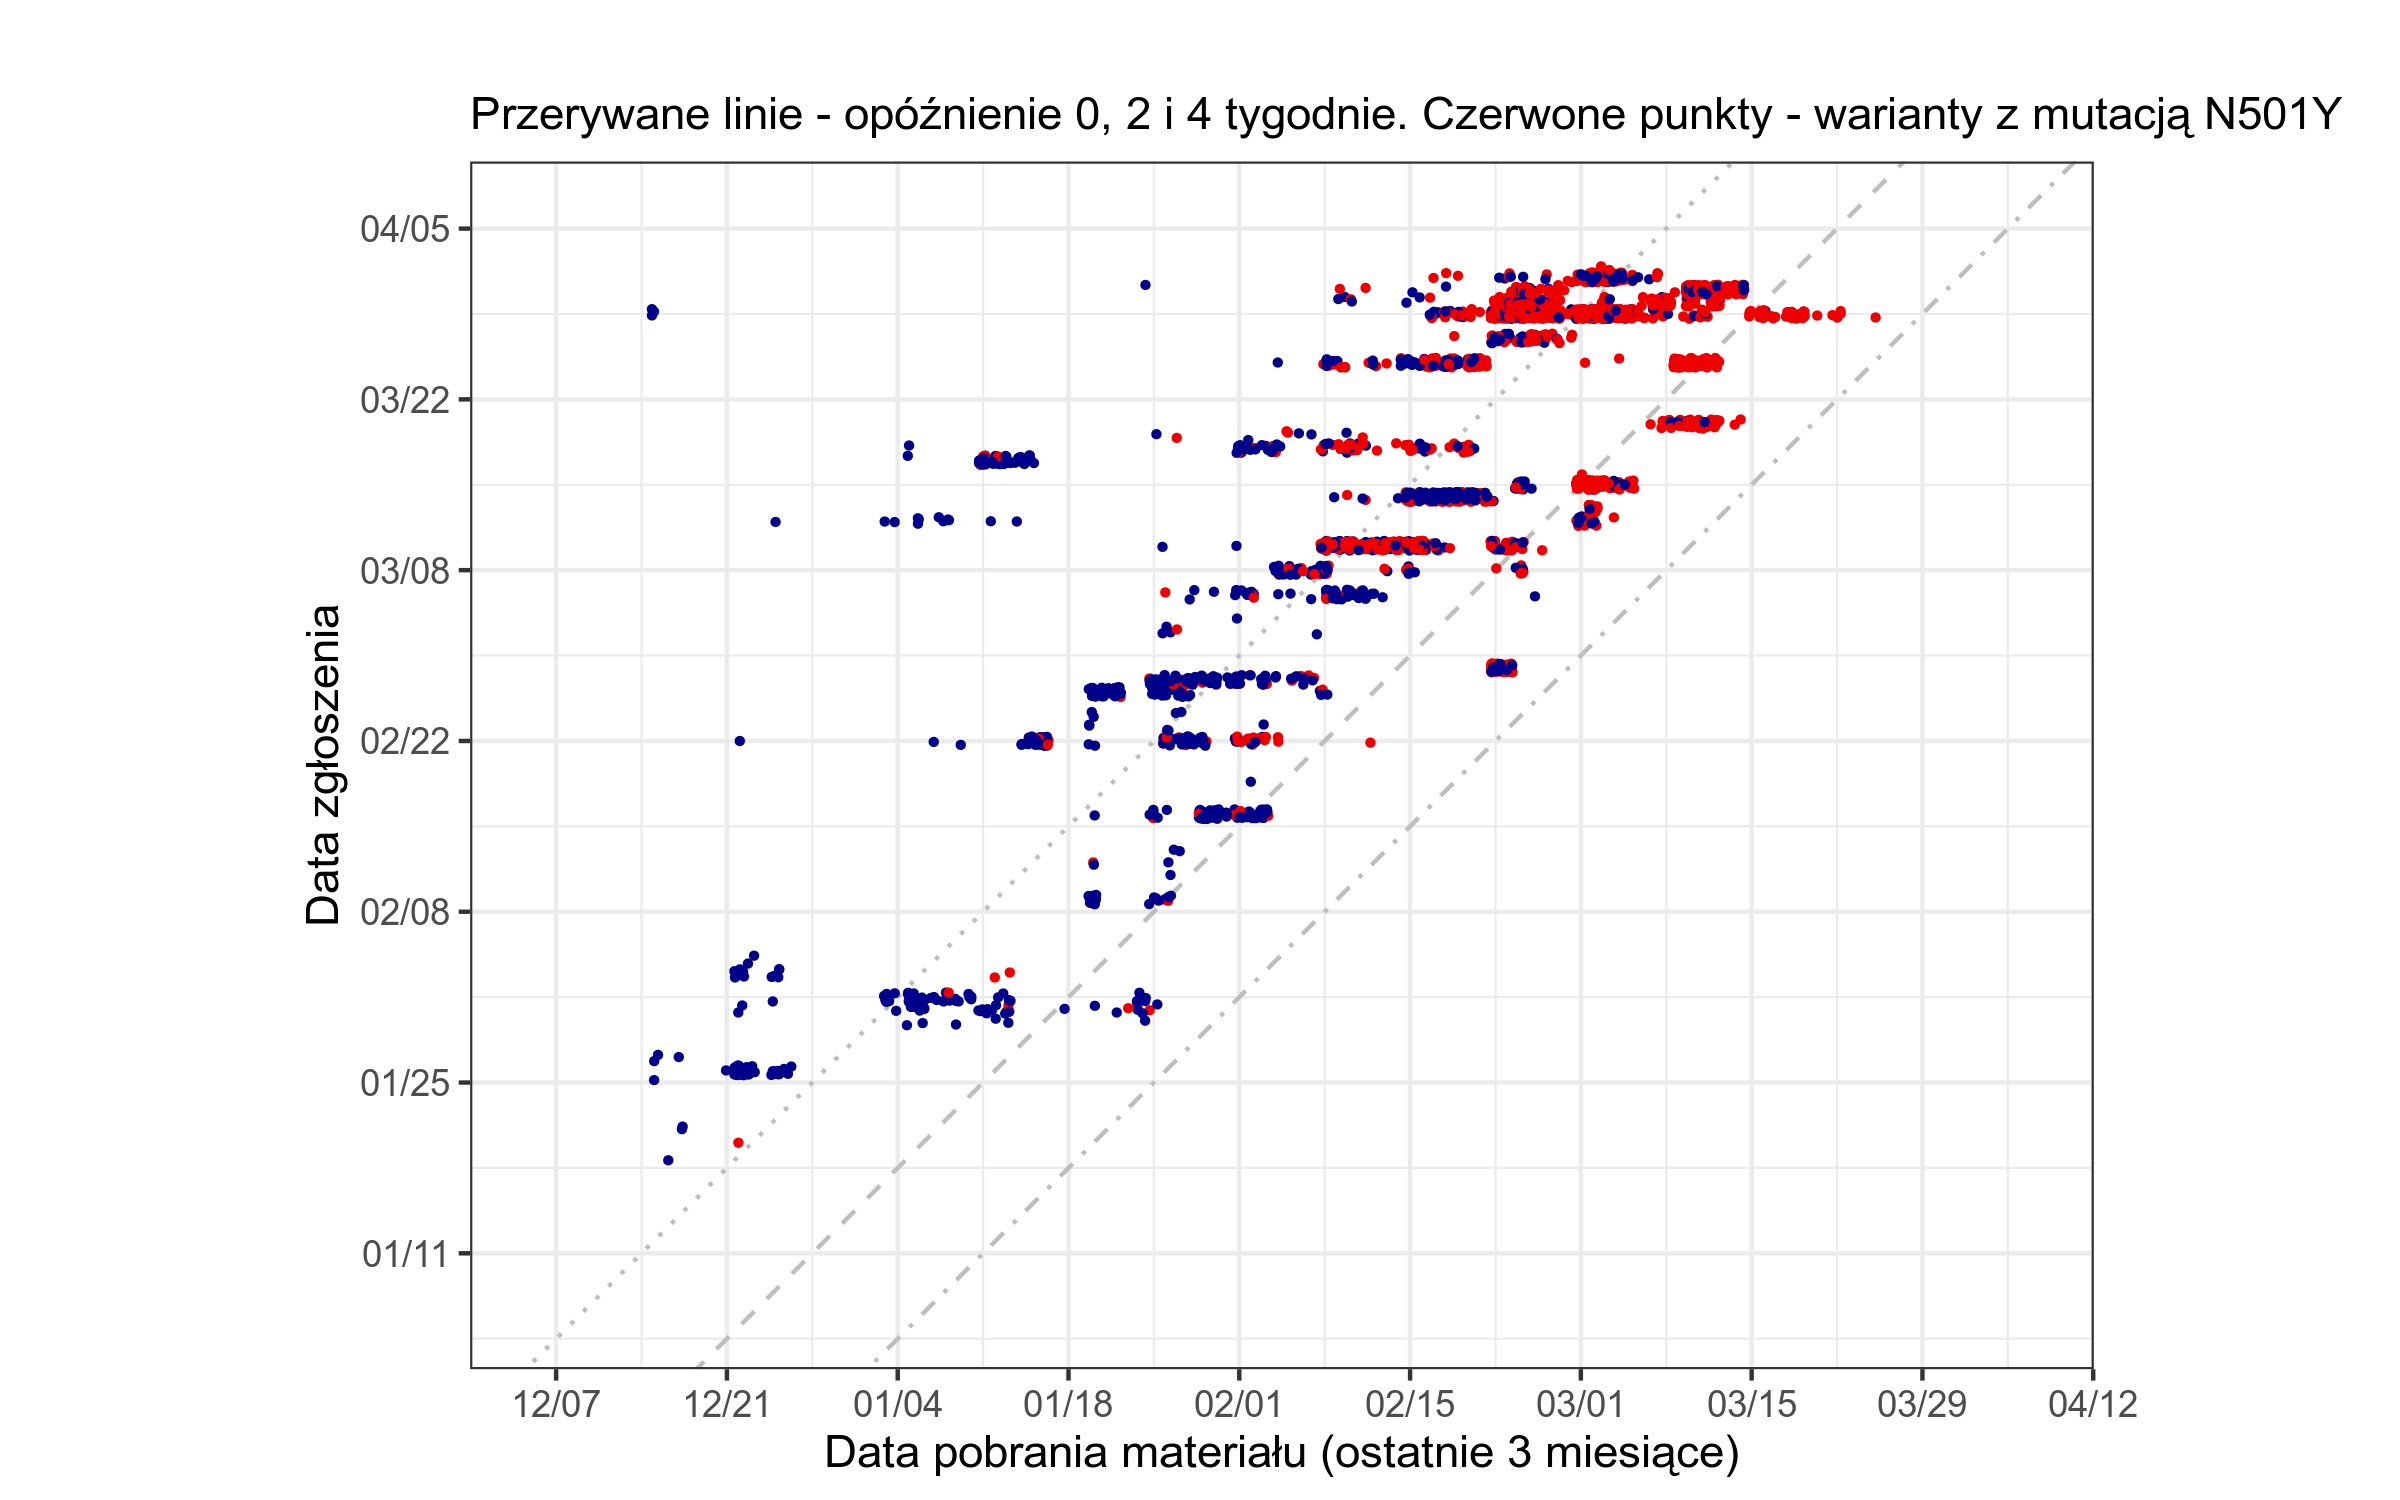 Przerywane linie - opóźnienie 0, 2 i 4 tygodnie. Czerwone punkty - warianty z mutacją N501Y
Data zgłoszenia
04/05
03/22
03/08
02/22
02/08
01/25
01/11
12/07 12/21 01/04 01/18 02/01 02/15 03/01 03/15 03/29 04/12
Data pobrania materiału (ostatnie 3 miesiące)